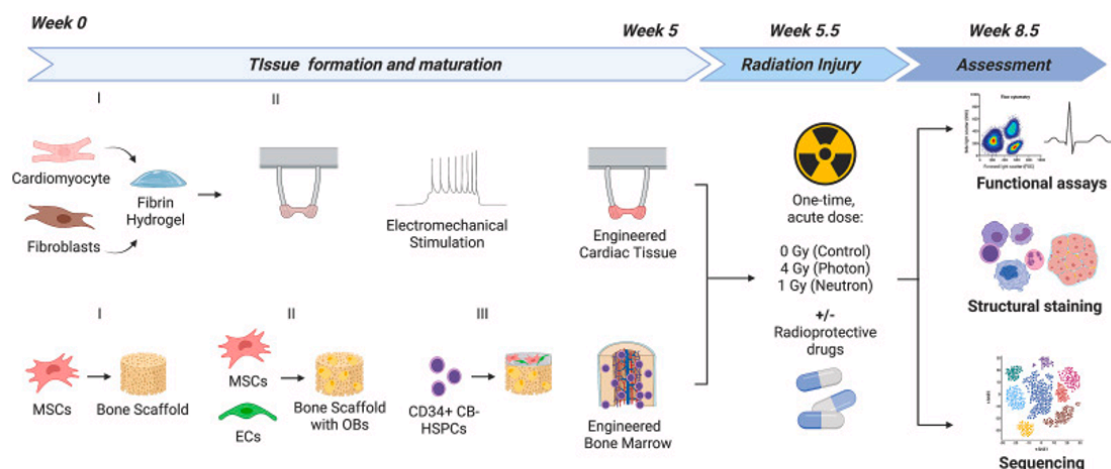 Week 0
Week 5
Week 5.5
Week 8.5
TIssue formation and maturation
Radiation Injury
Assessment
I
II
Cardiomyocyte
Fibroblasts
Fibrin
Hydrogel
Electromechanical
Stimulation
Engineered
Cardiac Tissue
I
II
III
MSCs
Bone Scaffold
MSCs
ECs
Bone Scaffold
with OBs
CD34+ CB-
HSPCs
Engineered
Bone Marrow
One-time,
acute dose:
0 Gy (Control)
4 Gy (Photon)
1 Gy (Neutron)
+/-
Radioprotective
drugs
Functional assays
Structural staining
Sequencing